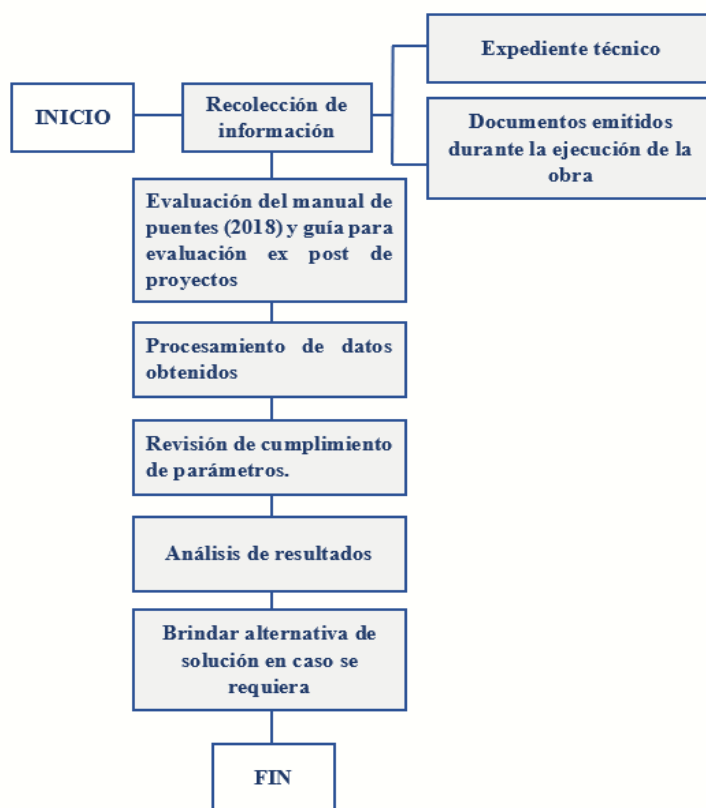 INICIO
Recolección de
información
Expediente técnico
Documentos emitidos
durante la ejecución de la
obra
Evaluación del manual de
puentes (2018) y guía para
evaluación ex post de
proyectos
Procesamiento de datos
obtenidos
Revisión de cumplimiento
de parámetros.
Análisis de resultados
Brindar alternativa de
solución en caso se
requiera
FIN